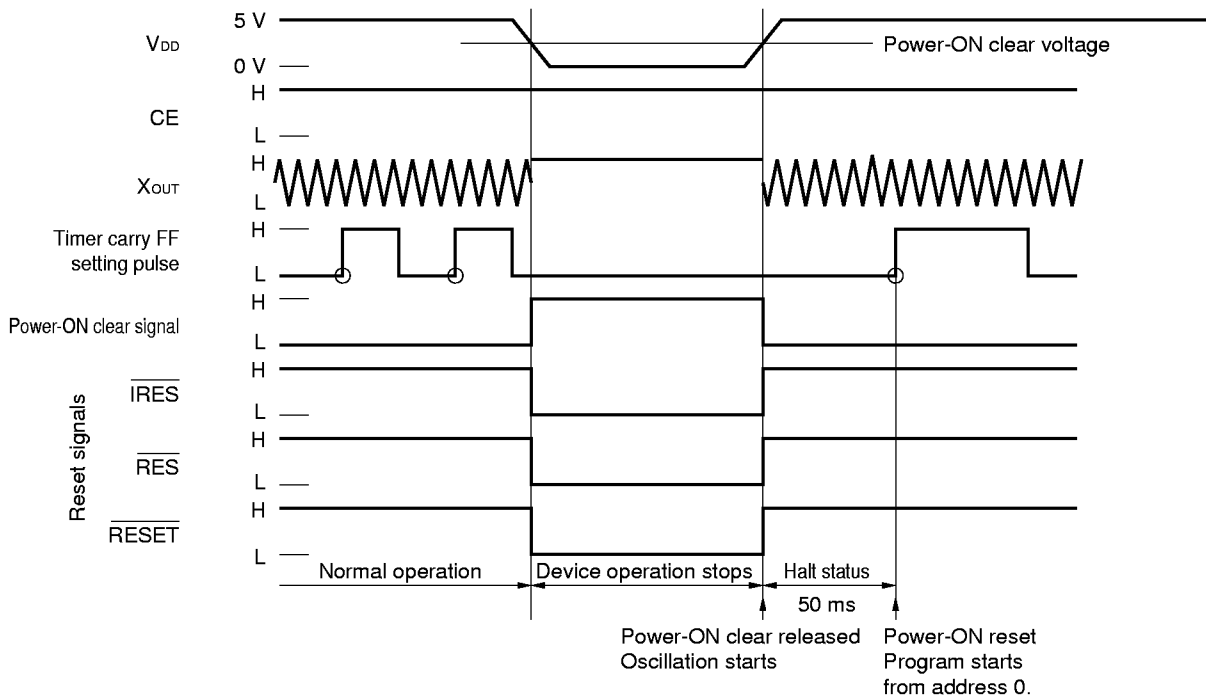 5 V
VDD
Power-ON clear voltage
0 V
H
CE
L
H
XOUT
L
Timer carry FF
setting pulse
H
L
H
Power-ON clear signal
L
Reset signals
H
IRES
L
H
RES
L
H
RESET
L
Normal operation
Device operation stops
Halt status
50 ms
Power-ON clear released
Oscillation starts
Power-ON reset
Program starts
from address 0.